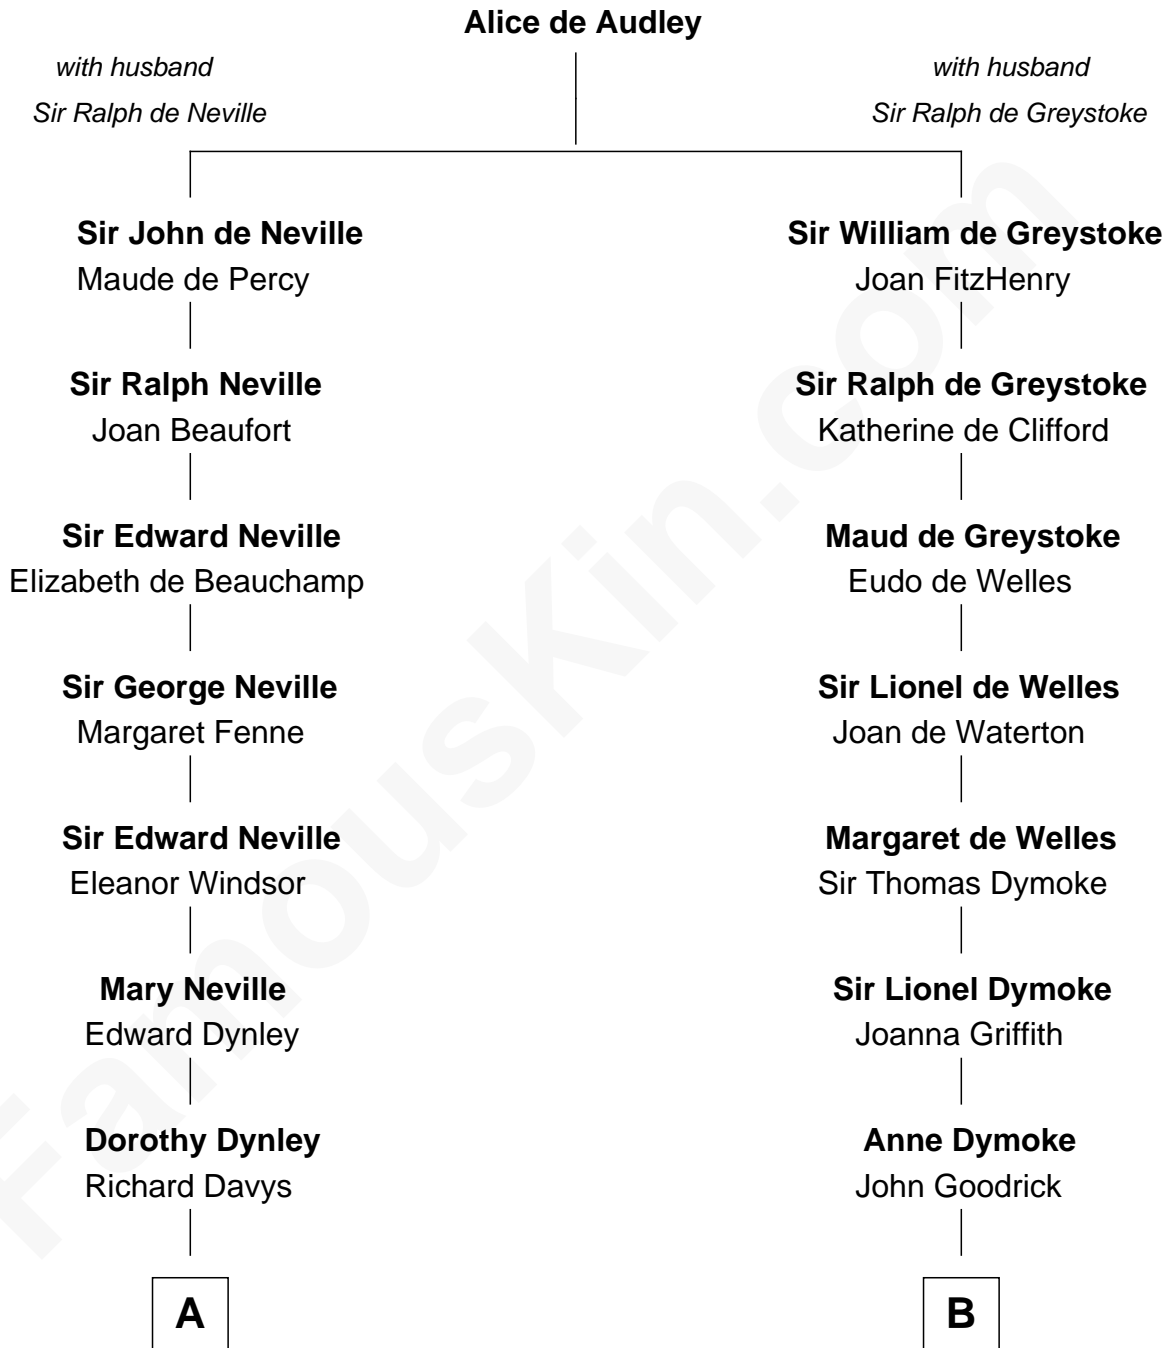 Alice de Audley
with husband
Sir Ralph de Neville
with husband
Sir Ralph de Greystoke
Sir John de Neville
Maude de Percy
Sir William de Greystoke
Joan FitzHenry
Sir Ralph Neville
Joan Beaufort
Sir Ralph de Greystoke
Katherine de Clifford
Sir Edward Neville
Elizabeth de Beauchamp
Maud de Greystoke
Eudo de Welles
Sir George Neville
Margaret Fenne
Sir Lionel de Welles
Joan de Waterton
Sir Edward Neville
Eleanor Windsor
Margaret de Welles
Sir Thomas Dymoke
Mary Neville
Edward Dynley
Sir Lionel Dymoke
Joanna Griffith
Dorothy Dynley
Richard Davys
Anne Dymoke
John Goodrick
A
B
FamousKin.com